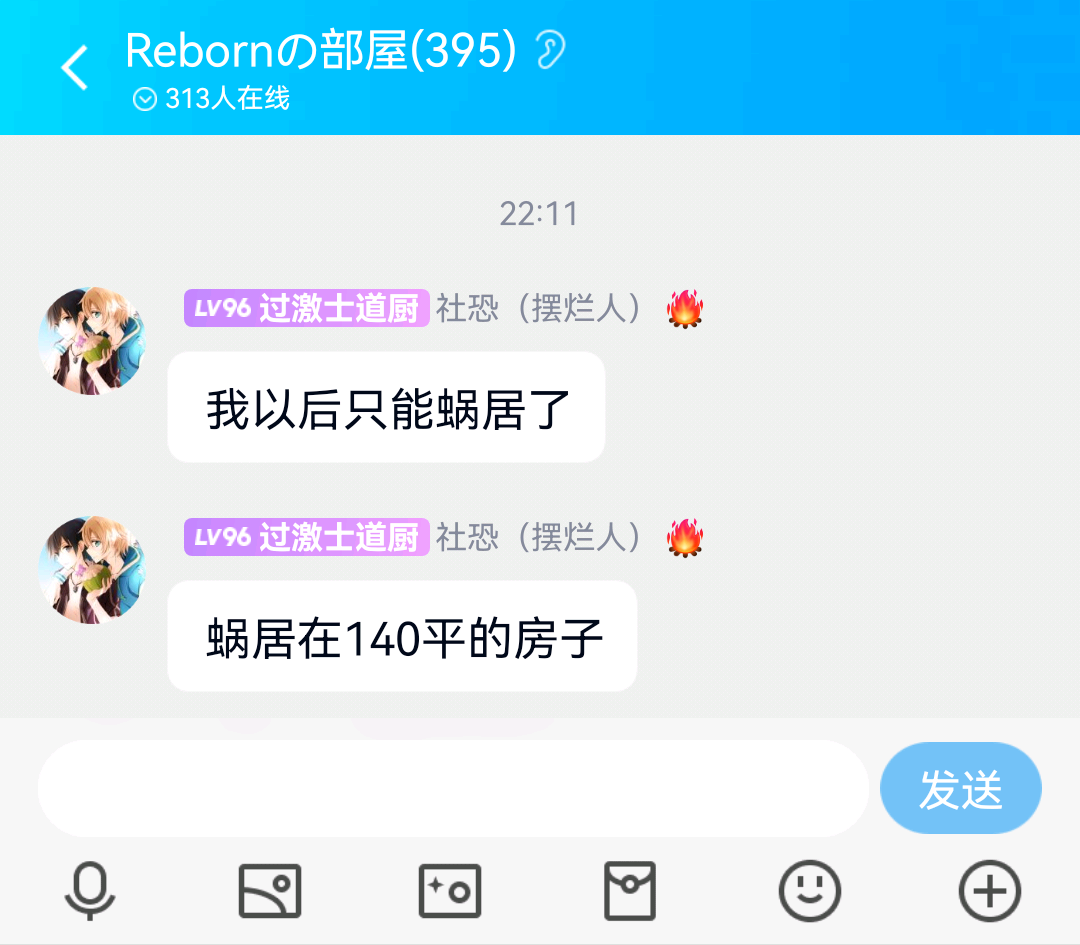 Rebornの部屋(395)
313人在线
22:11
LV96 过激士道厨 社恐（摆烂人）
我以后只能蜗居了
LV96 过激士道厨 社恐（摆烂人）
蜗居在140平的房子
发送